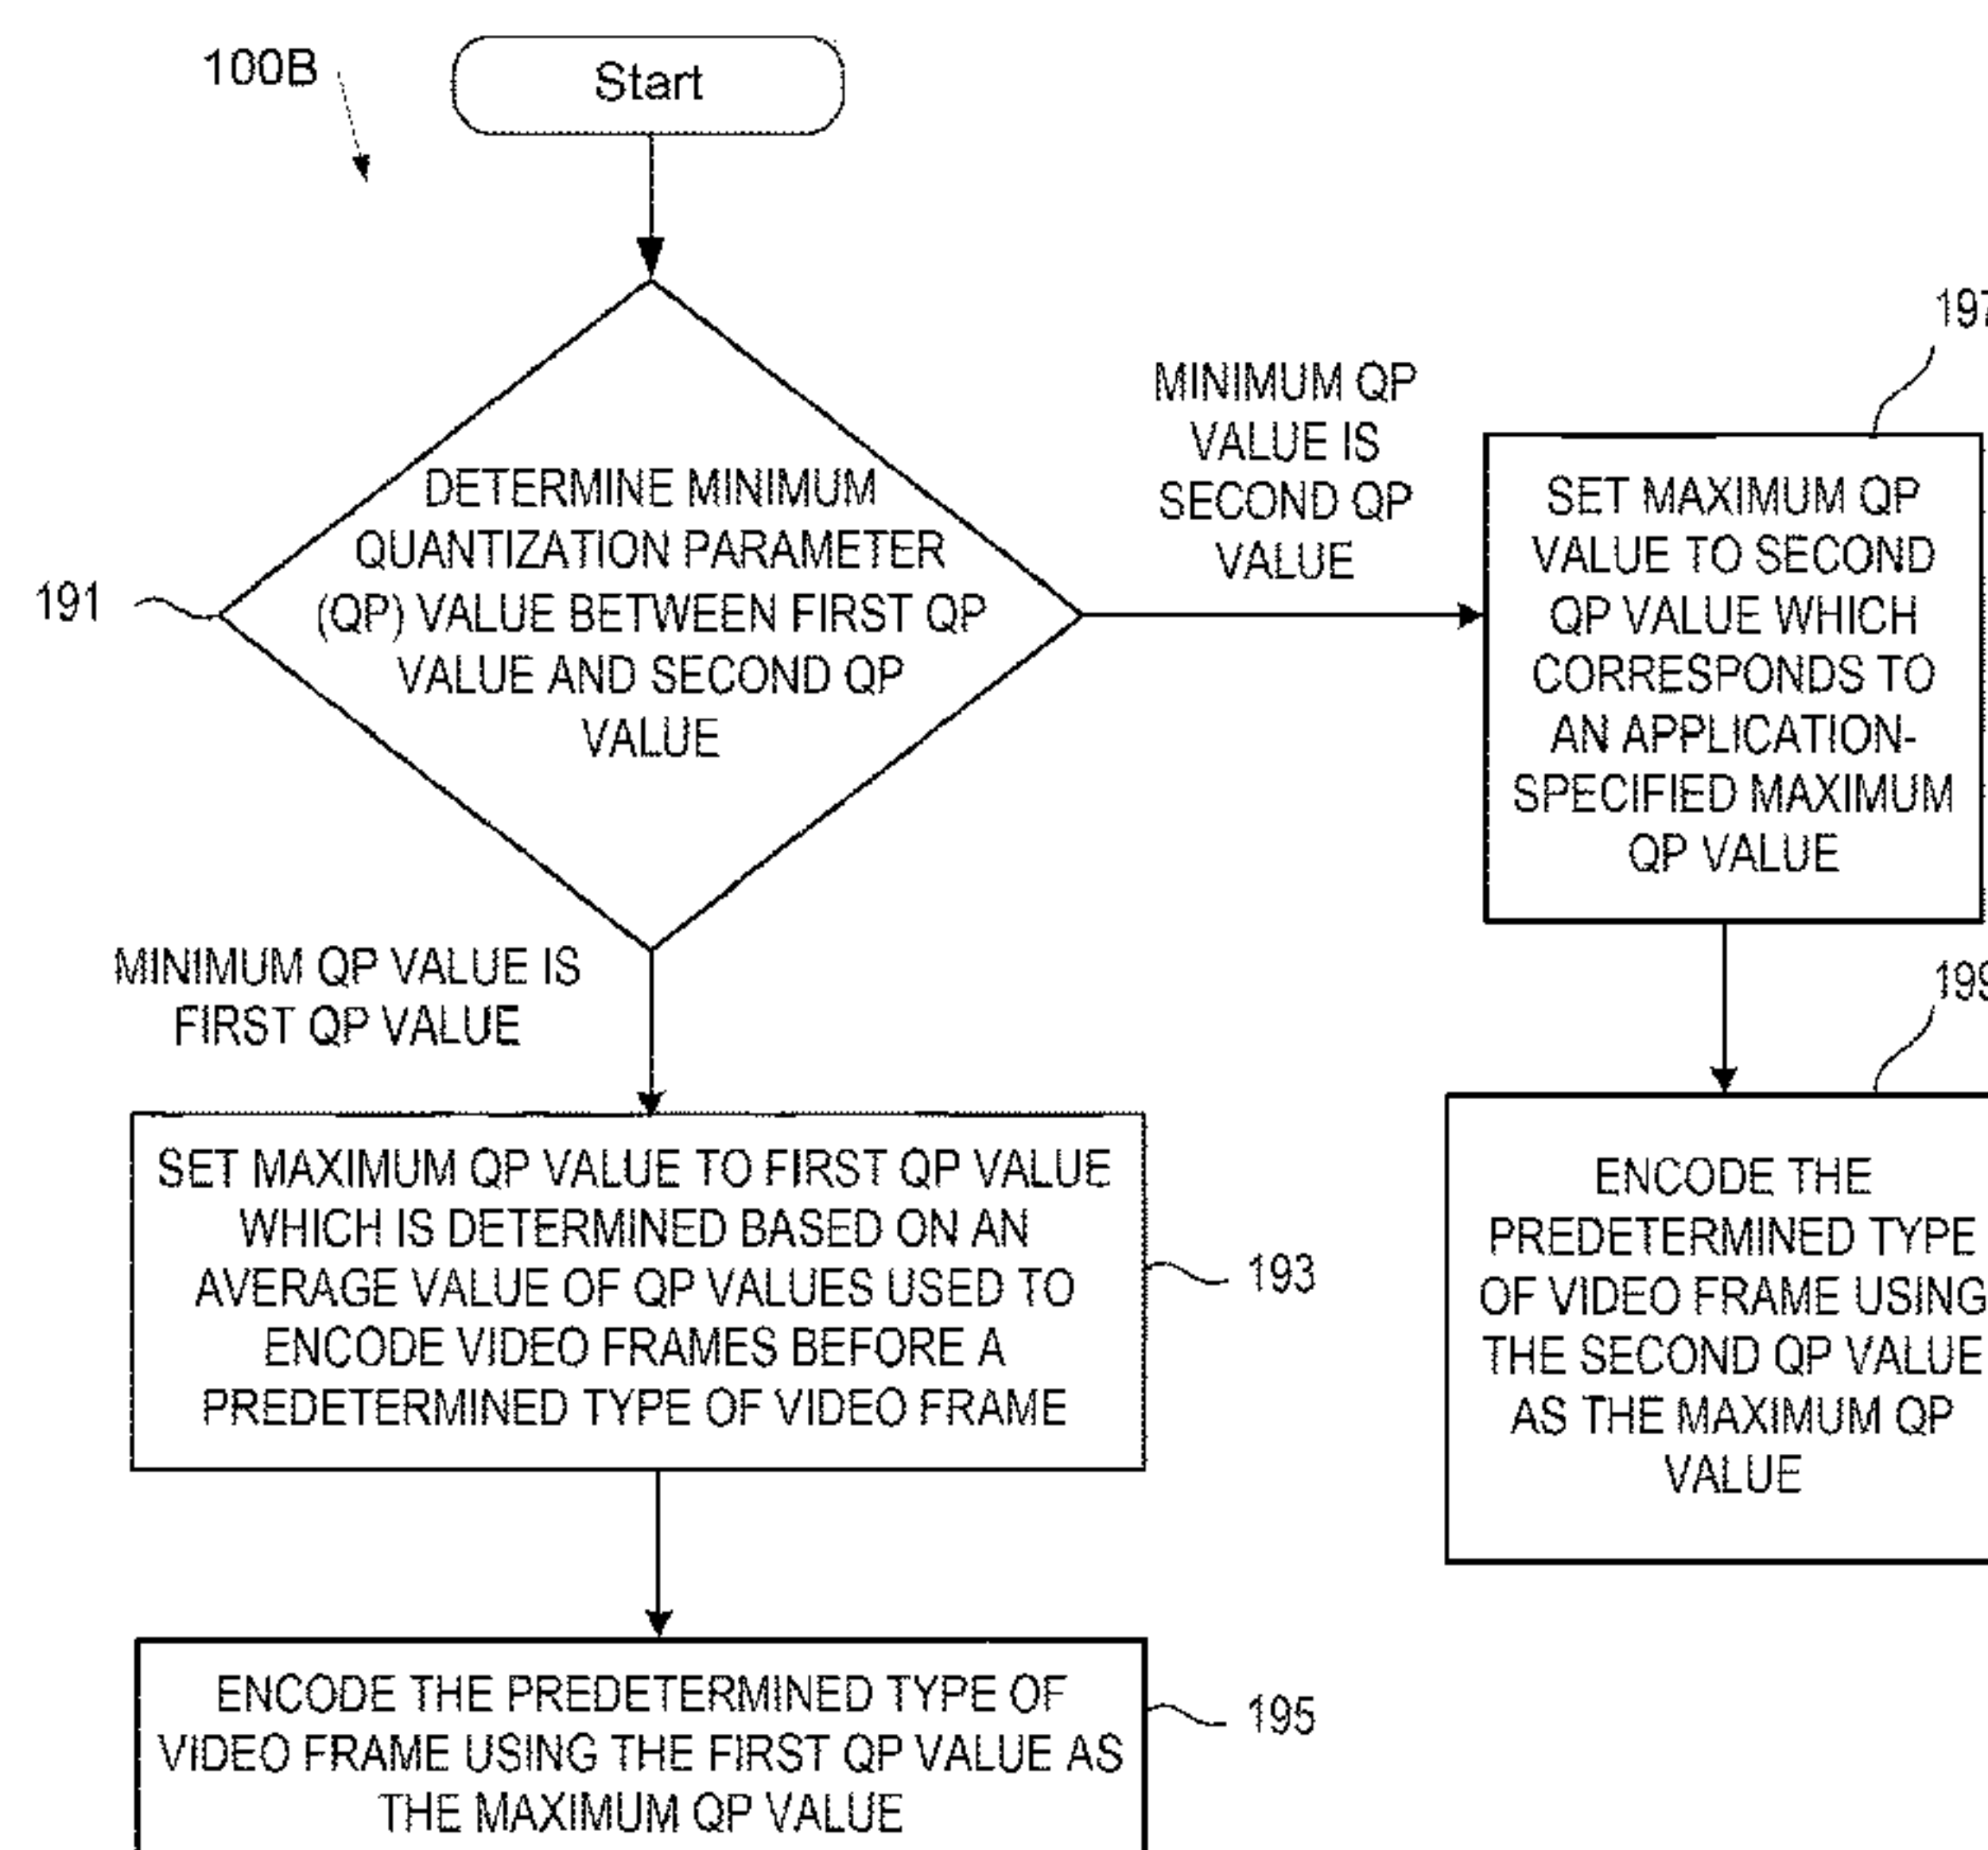 100B
Start
DETERMINE MINIMUM
QUANTIZATION PARAMETER
(QP) VALUE BETWEEN FIRST QP
VALUE AND SECOND QP
VALUE
191
MINIMUM QP
VALUE IS
SECOND QP
VALUE
197
SET MAXIMUM QP
VALUE TO SECOND
QP VALUE WHICH
CORRESPONDS TO
AN APPLICATION-
SPECIFIED MAXIMUM
QP VALUE
MINIMUM QP VALUE IS
FIRST QP VALUE
199
ENCODE THE
PREDETERMINED TYPE
OF VIDEO FRAME USING
THE SECOND QP VALUE
AS THE MAXIMUM QP
VALUE
SET MAXIMUM QP VALUE TO FIRST QP VALUE
WHICH IS DETERMINED BASED ON AN
AVERAGE VALUE OF QP VALUES USED TO
ENCODE VIDEO FRAMES BEFORE A
PREDETERMINED TYPE OF VIDEO FRAME
193
ENCODE THE PREDETERMINED TYPE OF
VIDEO FRAME USING THE FIRST QP VALUE AS
THE MAXIMUM QP VALUE
195